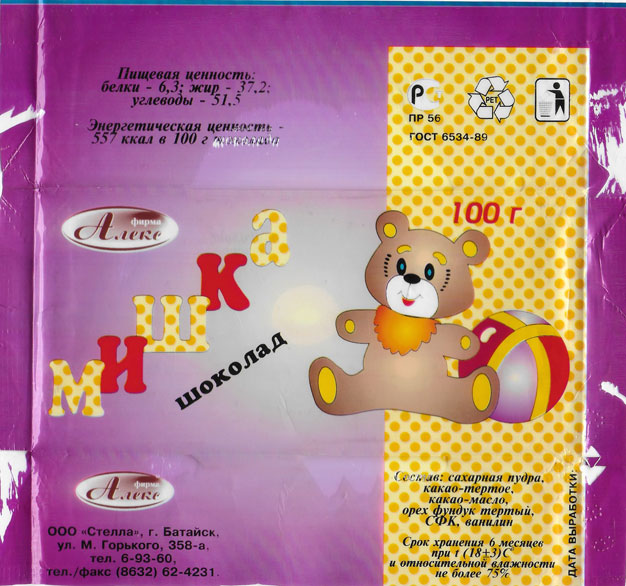 Пищевая ценность:
белки - 6,3; жир - 37,2;
углеводы - 51,5
Энергетическая ценность -
557 ккал в 100 г
Р
ПР 56
PET
ГОСТ 6534-89
100 г
фирма
Алекс
мишка
шоколад
фирма
Алекс
ООО «Стелла», г. Батайск,
ул. М. Горького, 358-а,
тел. 6-93-60,
тел./факс (8632) 62-4231.
Состав: сахарная пудра,
какао-тертое,
какао-масло,
орех фундук тертый,
СФК, ванилин
Срок хранения 6 месяцев
при t (18±3)С
и относительной влажности
не более 75%
ДАТА ВЫРАБОТКИ: